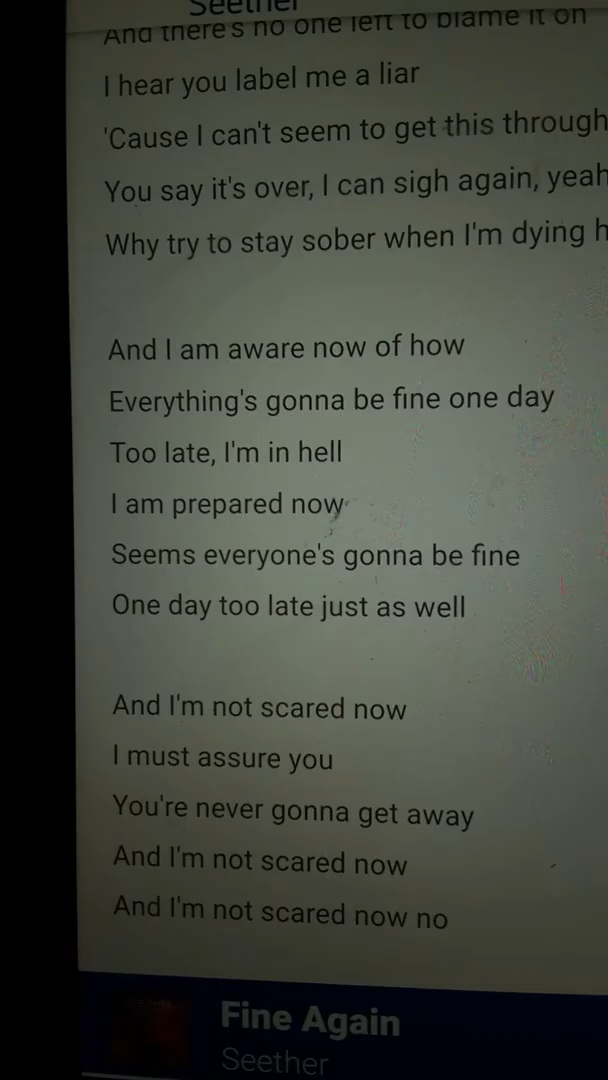 Seether
And there's no one left to blame it on
I hear you label me a liar
'Cause I can't seem to get this through
You say it's over, I can sigh again, yeah
Why try to stay sober when I'm dying h
And I am aware now of how
Everything's gonna be fine one day
Too late, I'm in hell
I am prepared now
Seems everyone's gonna be fine
One day too late just as well
And I'm not scared now
I must assure you
You're never gonna get away
And I'm not scared now
And I'm not scared now no
Fine Again
Seether